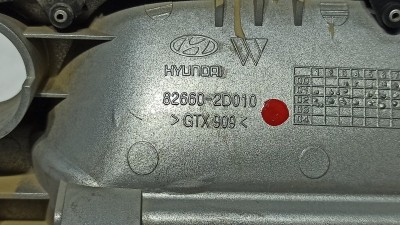 HYUNDAI
82660-2D010
> GTX 909 <